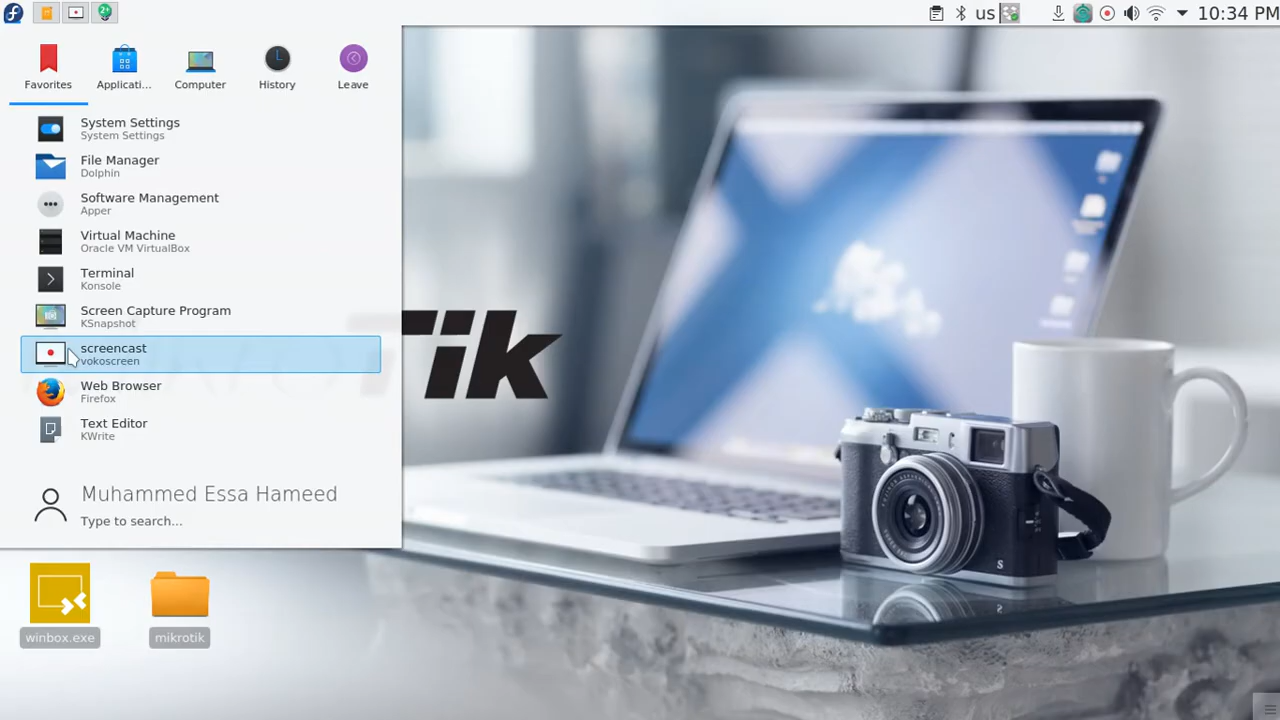 us
10:34 PM
Favorites
Applicati...
Computer
History
Leave
System Settings
System Settings
File Manager
Dolphin
Software Management
Apper
Virtual Machine
Oracle VM VirtualBox
Terminal
Konsole
Screen Capture Program
KSnapshot
screencast
vokoscreen
Web Browser
Firefox
Text Editor
KWrite
Muhammed Essa Hameed
Type to search...
Tik
S
winbox.exe
mikrotik